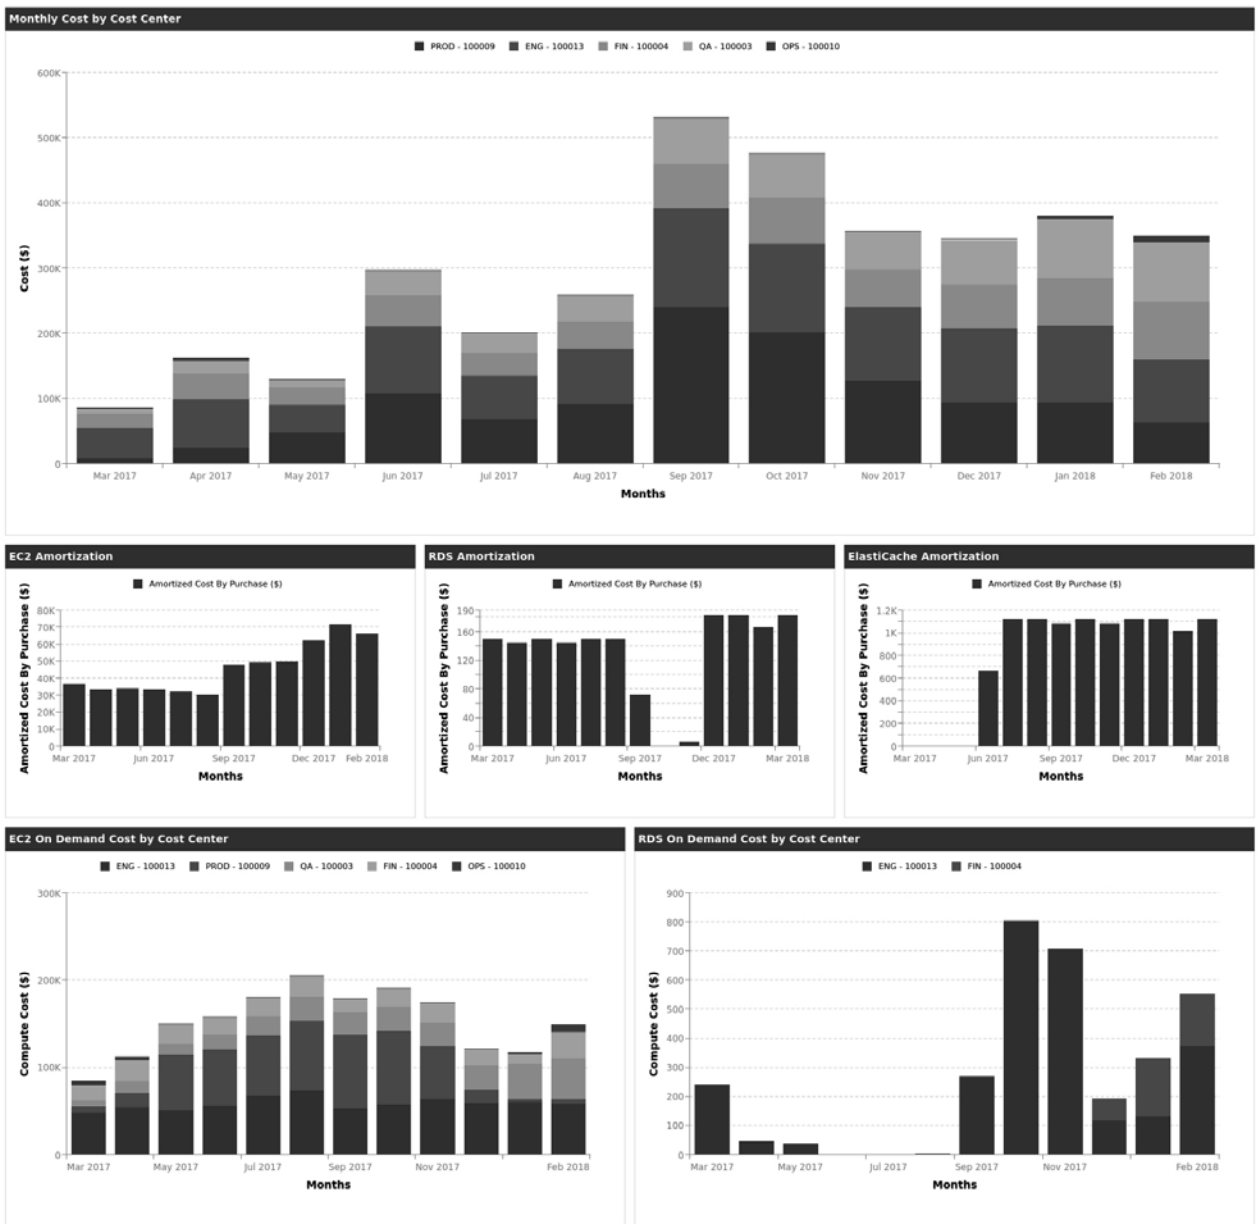 Monthly Cost by Cost Center
PROD - 100009 ENG - 100013 FIN - 100004 QA - 100003 OPS - 100010
600K
500K
400K
300K
200K
100K
0
Cost ($)
Mar 2017 Apr 2017 May 2017 Jun 2017 Jul 2017 Aug 2017 Sep 2017 Oct 2017 Nov 2017 Dec 2017 Jan 2018 Feb 2018
Months
EC2 Amortization
Amortized Cost By Purchase ($)
Amortized Cost By Purchase ($)
80K
70K
60K
50K
40K
30K
20K
10K
0
Mar 2017 Jun 2017 Sep 2017 Dec 2017 Feb 2018
Months
RDS Amortization
Amortized Cost By Purchase ($)
Amortized Cost By Purchase ($)
190
160
120
80
40
0
Mar 2017 Jun 2017 Sep 2017 Dec 2017 Mar 2018
Months
ElastiCache Amortization
Amortized Cost By Purchase ($)
Amortized Cost By Purchase ($)
1.2K
1K
800
600
400
200
0
Mar 2017 Jun 2017 Sep 2017 Dec 2017 Mar 2018
Months
EC2 On Demand Cost by Cost Center
ENG - 100013 PROD - 100009 QA - 100003 FIN - 100004 OPS - 100010
300K
200K
100K
0
Compute Cost ($)
Mar 2017 May 2017 Jul 2017 Sep 2017 Nov 2017 Feb 2018
Months
RDS On Demand Cost by Cost Center
ENG - 100013 FIN - 100004
900
800
700
600
500
400
300
200
100
0
Compute Cost ($)
Mar 2017 May 2017 Jul 2017 Sep 2017 Nov 2017 Feb 2018
Months